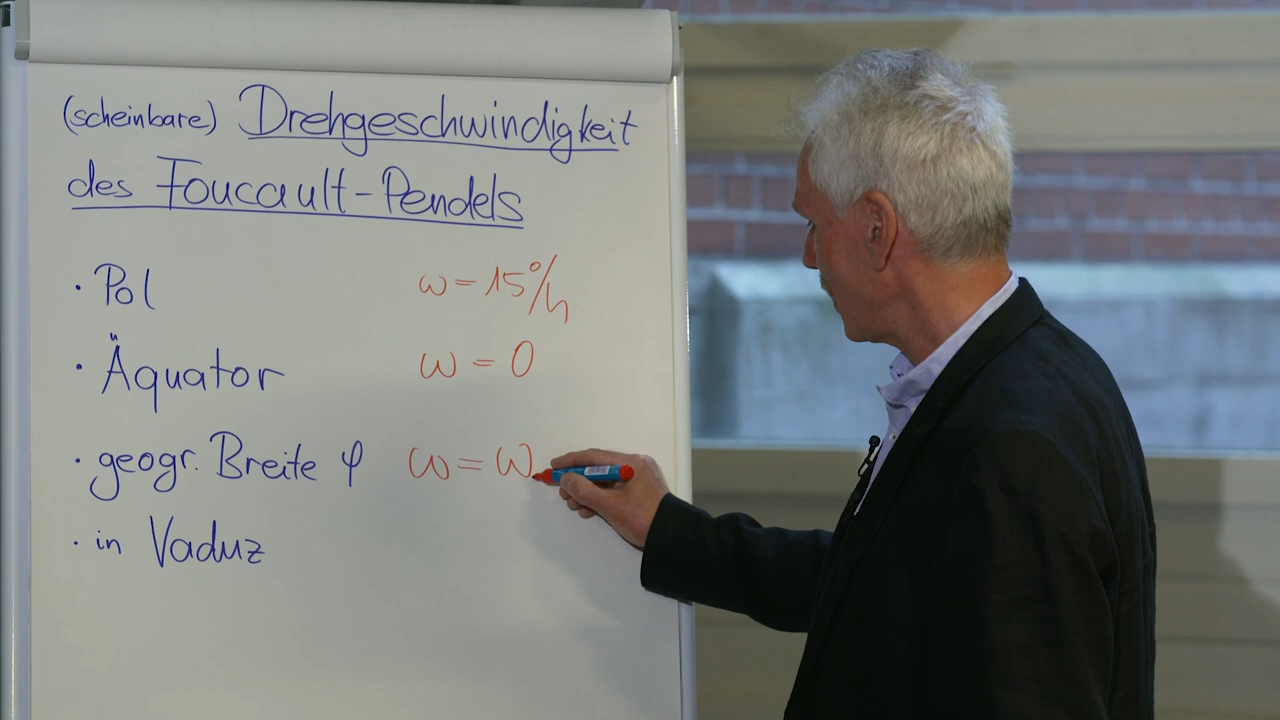 (scheinbare) Drehgeschwindigkeit
des Foucault-Pendels
· Pol ω = 15°/h
· Äquator ω = 0
· geogr. Breite φ ω = ω
· in Vaduz